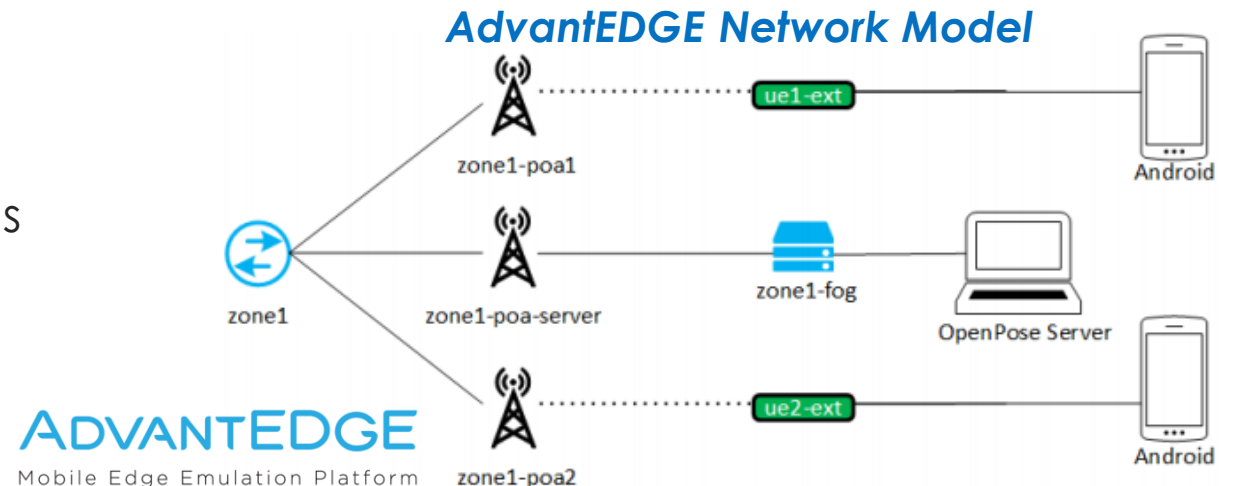 AdvantEDGE Network Model
ue1-ext
zone1-poa1
Android
s
zone1
zone1-poa-server
zone1-fog
OpenPose Server
ue2-ext
zone1-poa2
Android
ADVANTEDGE
Mobile Edge Emulation Platform